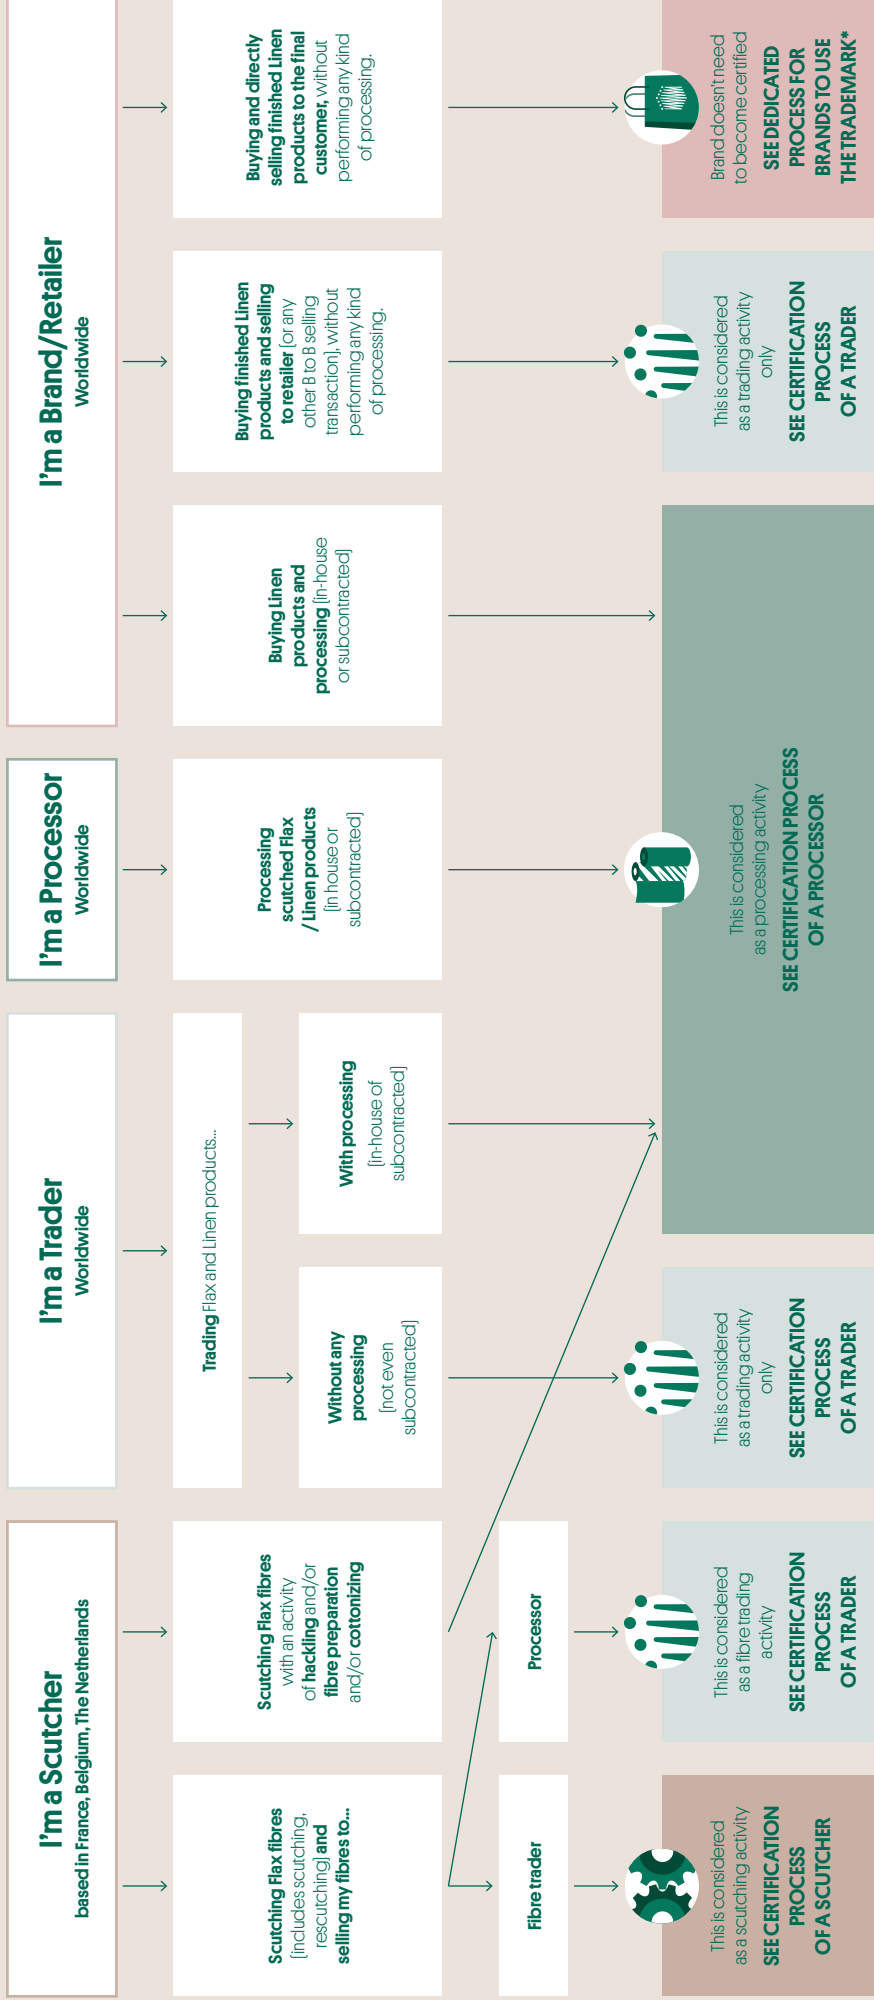 I'm a Scutcher
based in France, Belgium, The Netherlands
I'm a Trader
Worldwide
I'm a Processor
Worldwide
I'm a Brand/Retailer
Worldwide
Scutching Flax fibres
(includes scutching,
rescutching) and
selling my fibres to...
Scutching Flax fibres
with an activity
of hackling and/or
fibre preparation
and/or cottonizing
Trading Flax and Linen products...
Without any
processing
(not even
subcontracted)
With processing
(in-house of
subcontracted)
Processing
scutched Flax
/ Linen products
(in house or
subcontracted)
Buying Linen
products and
processing (in-house
or subcontracted)
Buying finished Linen
products and selling
to retailer (or any
other B to B selling
transaction), without
performing any kind
of processing.
Buying and directly
selling finished Linen
products to the final
customer, without
performing any kind
of processing.
Fibre trader
Processor
This is considered
as a scutching activity
SEE CERTIFICATION
PROCESS
OF A SCUTCHER
This is considered
as a fibre trading
activity
SEE CERTIFICATION
PROCESS
OF A TRADER
This is considered
as a trading activity
only
SEE CERTIFICATION
PROCESS
OF A TRADER
This is considered
as a processing activity
SEE CERTIFICATION PROCESS
OF A PROCESSOR
This is considered
as a trading activity
only
SEE CERTIFICATION
PROCESS
OF A TRADER
Brand doesn't need
to become certified
SEE DEDICATED
PROCESS FOR
BRANDS TO USE
THE TRADEMARK*